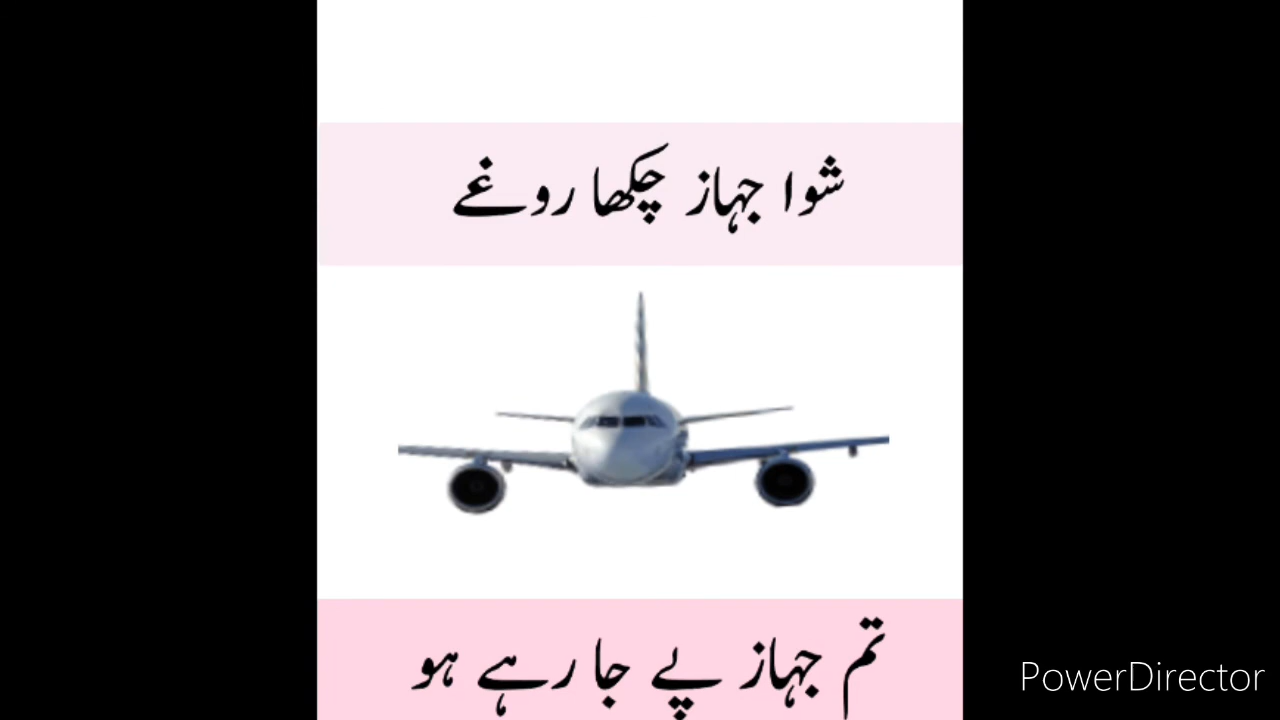 شوا جہاز چکھا روغے
تم جہاز پے جا رہے ہو
PowerDirector